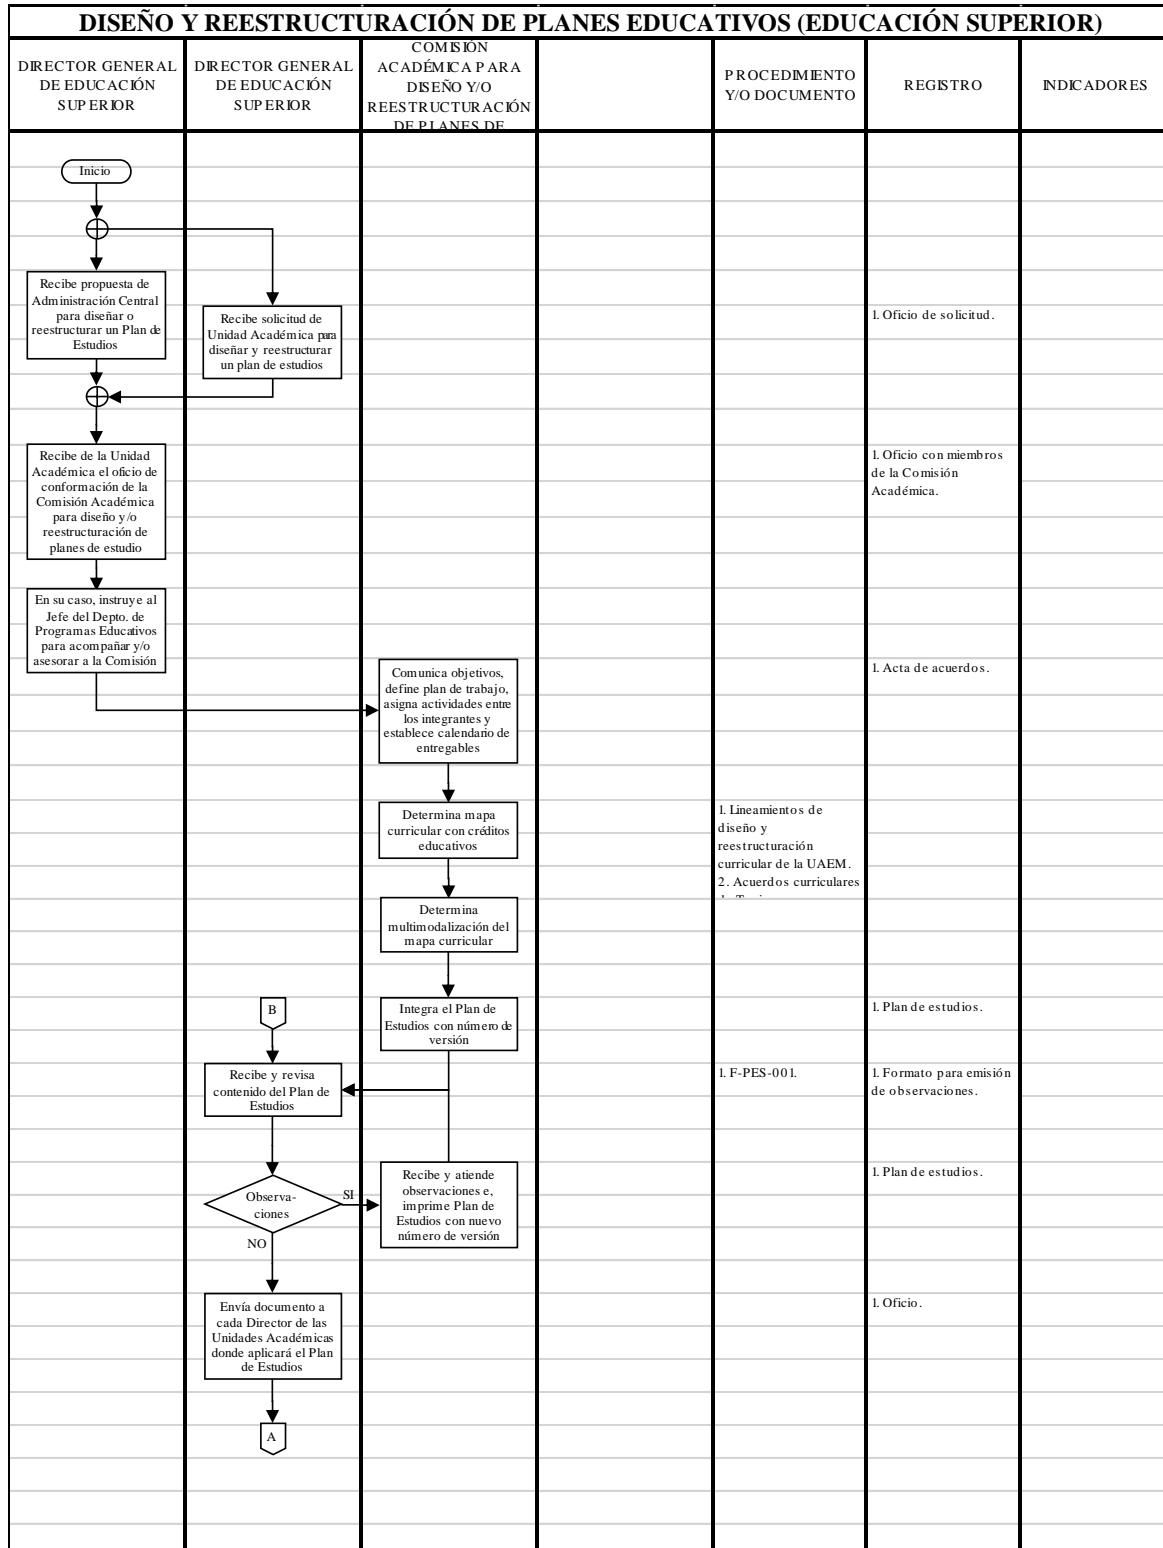 DISEÑO Y REESTRUCTURACIÓN DE PLANES EDUCATIVOS (EDUCACIÓN SUPERIOR)
DIRECTOR GENERAL
DE EDUCACIÓN
SUPERIOR
DIRECTOR GENERAL
DE EDUCACIÓN
SUPERIOR
COMISIÓN
ACADÉMICA PARA
DISEÑO Y/O
REESTRUCTURACIÓN
DE PLANES DE
PROCEDIMIENTO
Y/O DOCUMENTO
REGISTRO
INDICADORES
Inicio
Recibe propuesta de
Administración Central
para diseñar o
reestructurar un Plan de
Estudios
Recibe solicitud de
Unidad Académica para
diseñar y reestructurar
un plan de estudios
1. Oficio de solicitud.
Recibe de la Unidad
Académica el oficio de
conformación de la
Comisión Académica
para diseño y/o
reestructuración de
planes de estudio
1. Oficio con miembros
de la Comisión
Académica.
En su caso, instruye al
Jefe del Depto. de
Programas Educativos
para acompañar y/o
asesorar a la Comisión
Comunica objetivos,
define plan de trabajo,
asigna actividades entre
los integrantes y
establece calendario de
entregables
1. Acta de acuerdos.
Determina mapa
curricular con créditos
educativos
1. Lineamientos de
diseño y
reestructuración
curricular de la UAEM.
2. Acuerdos curriculares
Determina
multimodalización del
mapa curricular
B
Integra el Plan de
Estudios con número de
versión
1. Plan de estudios.
Recibe y revisa
contenido del Plan de
Estudios
1. F-PES-001.
1. Formato para emisión
de observaciones.
Observa-
ciones
SI
NO
Recibe y atiende
observaciones e,
imprime Plan de
Estudios con nuevo
número de versión
1. Plan de estudios.
Envía documento a
cada Director de las
Unidades Académicas
donde aplicará el Plan
de Estudios
1. Oficio.
A